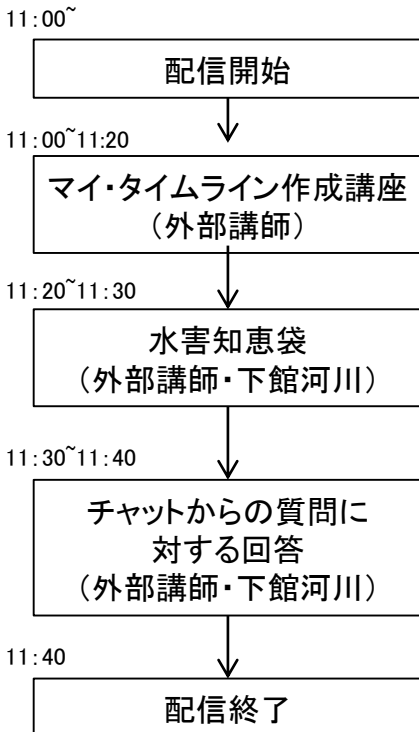 11:00~
配信開始
11:00~11:20
マイ・タイムライン作成講座
(外部講師)
11:20~11:30
水害知恵袋
(外部講師・下館河川)
11:30~11:40
チャットからの質問に
対する回答
(外部講師・下館河川)
11:40
配信終了